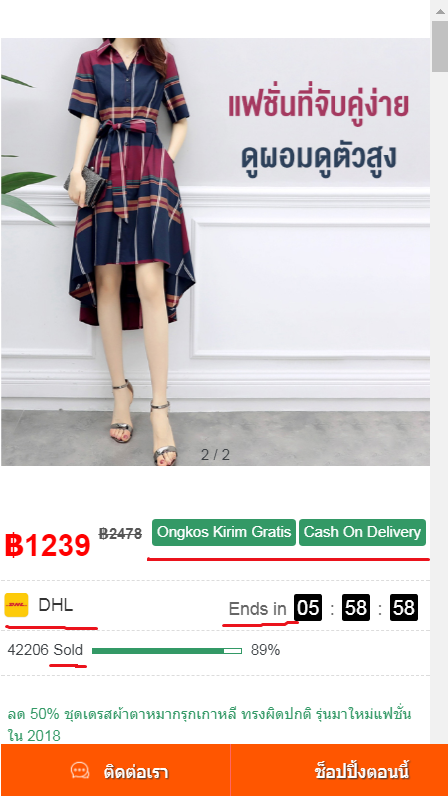 แฟชั่นที่จับคู่ง่าย
ดูผอมดูตัวสูง
2 / 2
฿1239 ฿2478 Ongkos Kirim Gratis Cash On Delivery
DHL Ends in 05 : 58 : 58
42206 Sold 89%
ลด 50% ชุดเดรสผ้าตาหมากรุกเกาหลี ทรงผิดปกติ รุ่นมาใหม่แฟชั่น
ใน 2018
ติดต่อเรา ช็อปปิ้งตอนนี้